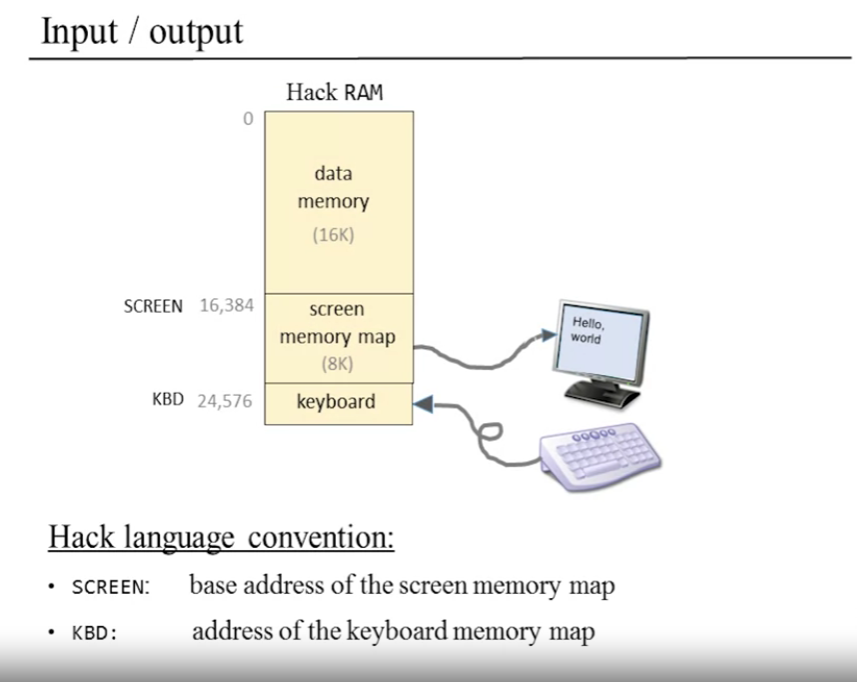 Input / output
Hack RAM
0
data
memory
(16K)
SCREEN 16,384
screen
memory map
(8K)
Hello,
world
KBD 24,576
keyboard
Hack language convention:
• SCREEN: base address of the screen memory map
• KBD: address of the keyboard memory map